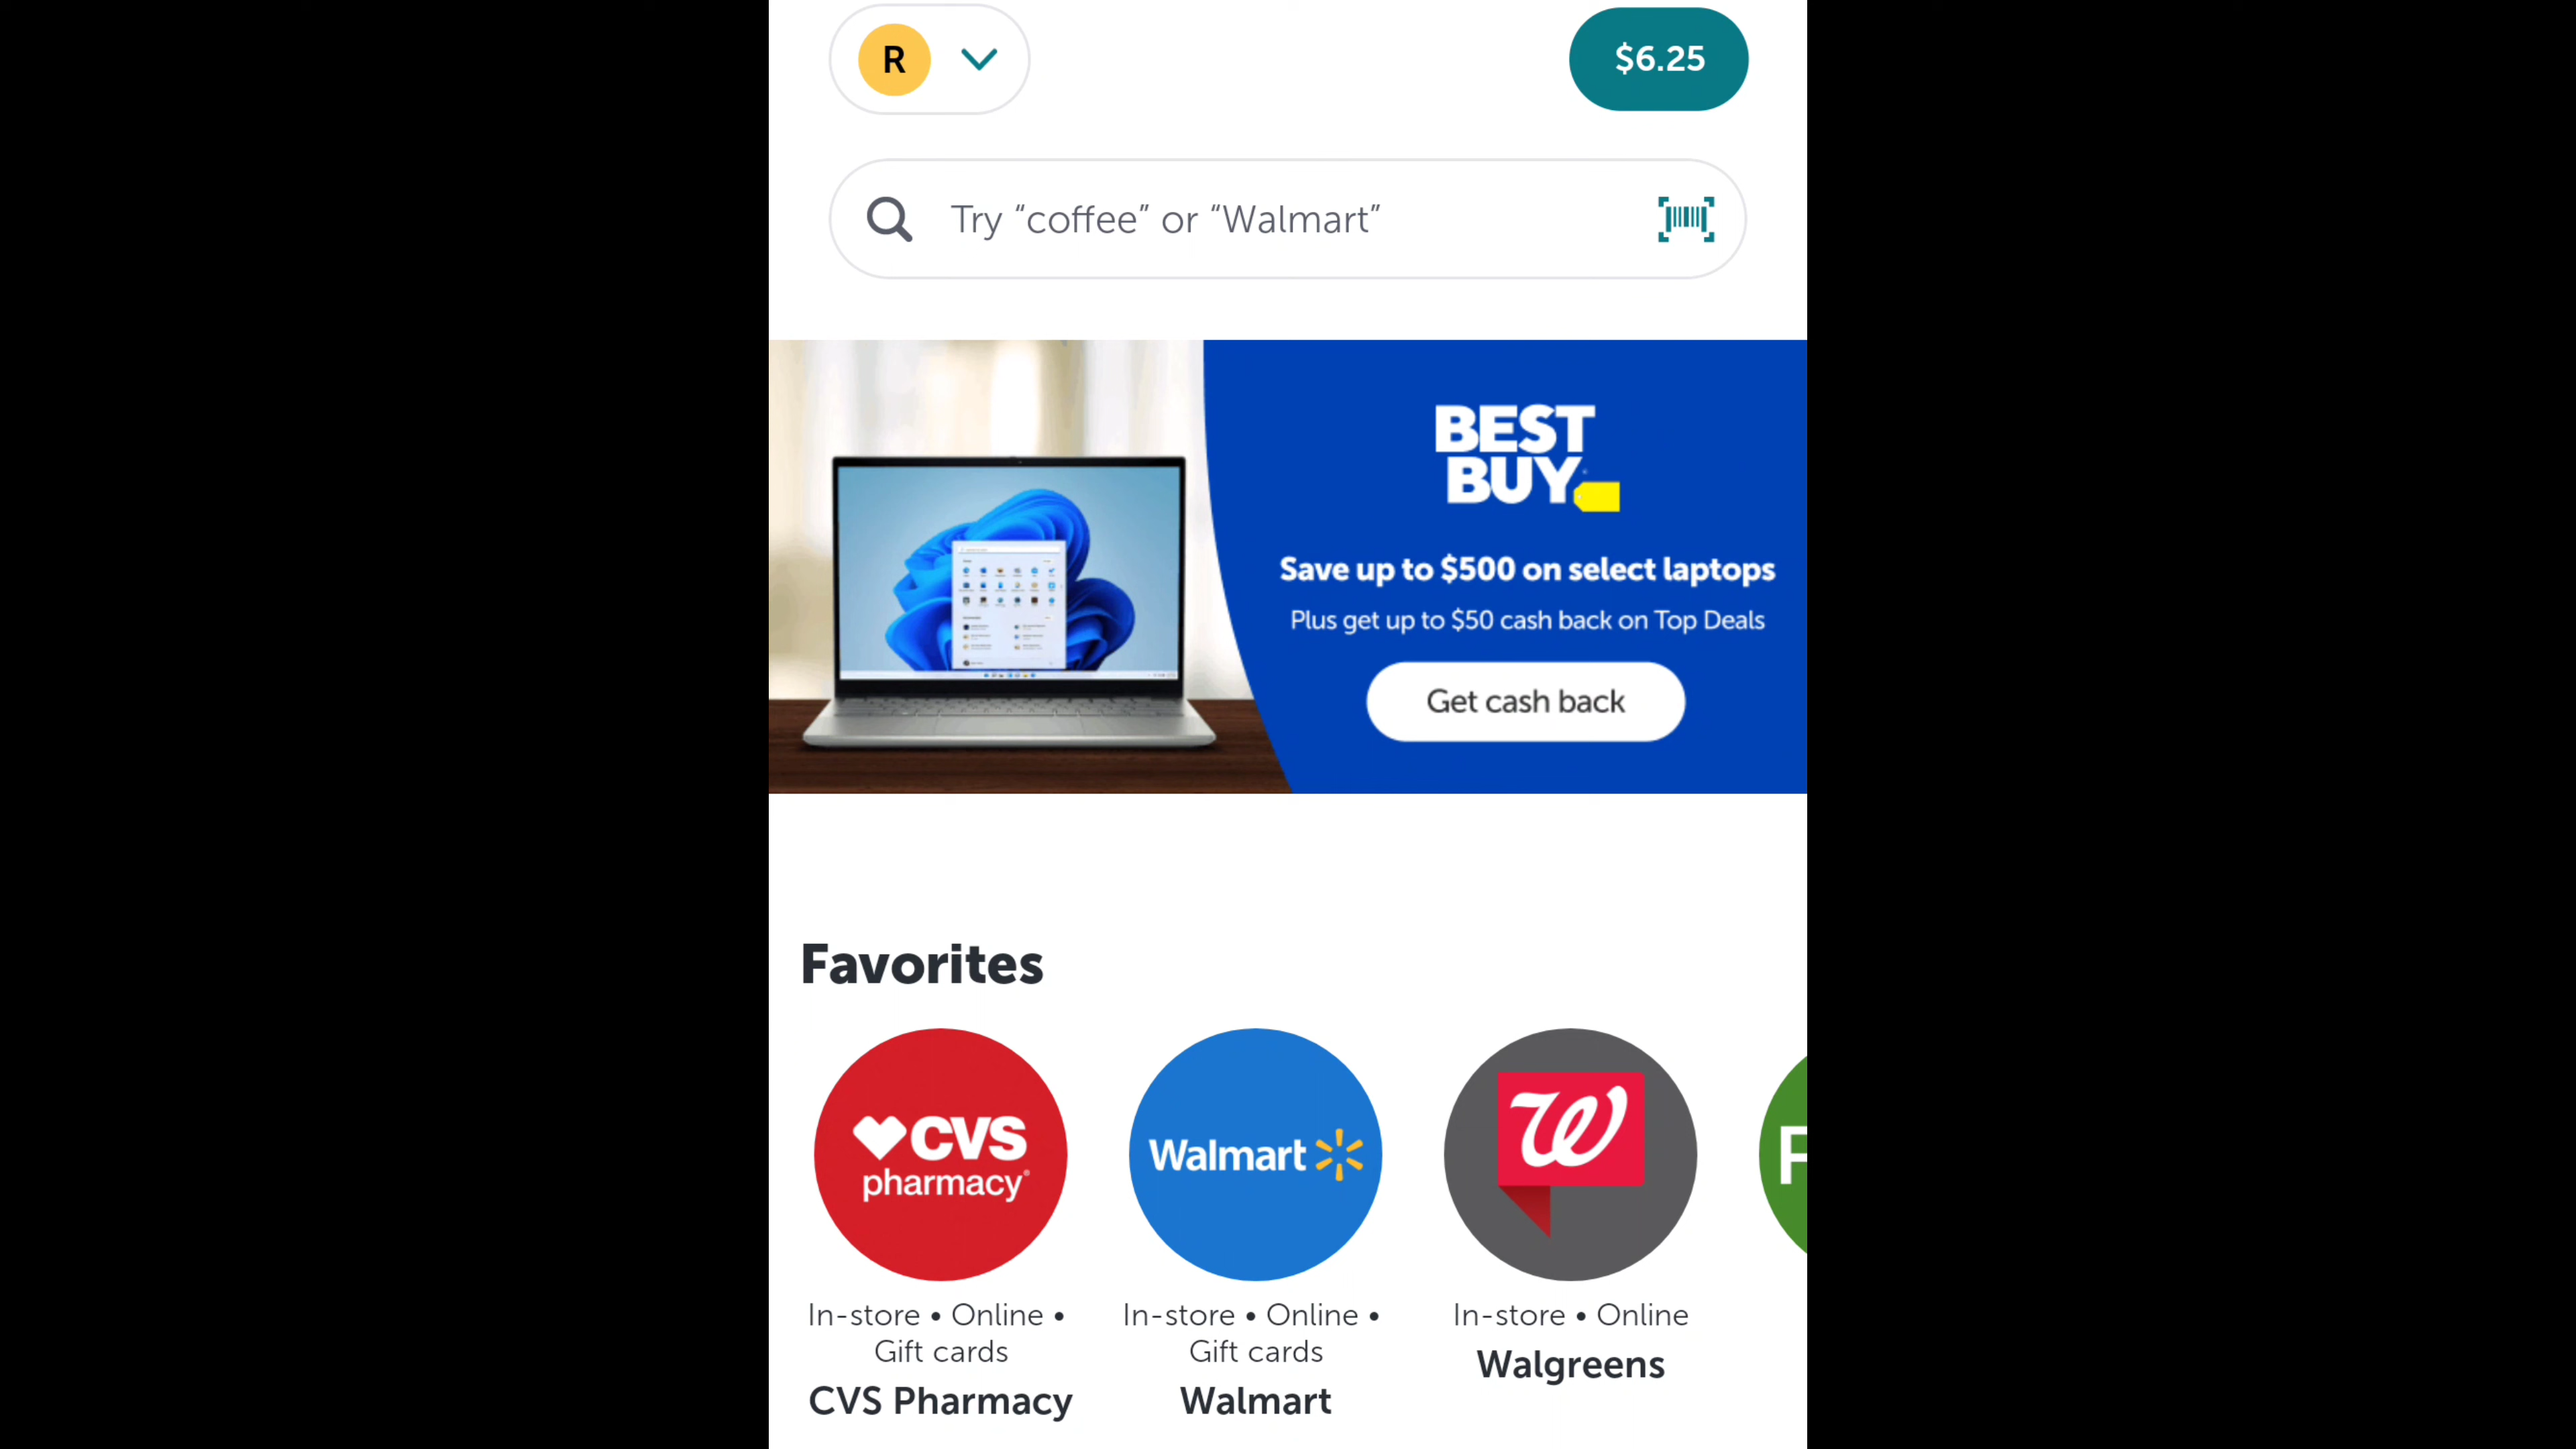 R
$6.25
Try “coffee” or “Walmart”
BEST
BUY
Save up to $500 on select laptops
Plus get up to $50 cash back on Top Deals
Get cash back
Favorites
CVS
pharmacy®
Walmart
W
F
In-store • Online •
Gift cards
CVS Pharmacy
In-store • Online •
Gift cards
Walmart
In-store • Online
Walgreens